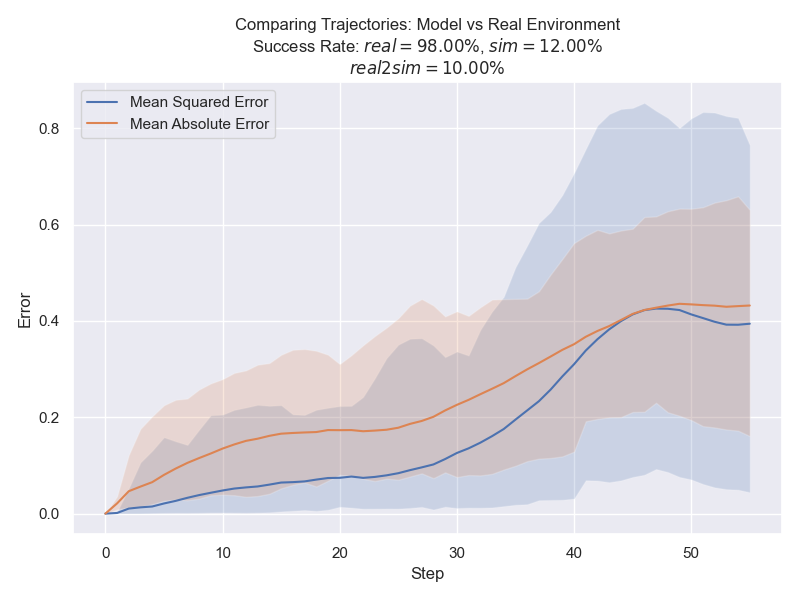 Comparing Trajectories: Model vs Real Environment
Success Rate: real = 98.00%, sim = 12.00%
real2sim = 10.00%
Mean Squared Error
Mean Absolute Error
0.8
0.6
0.4
0.2
0.0
Error
0 10 20 30 40 50
Step